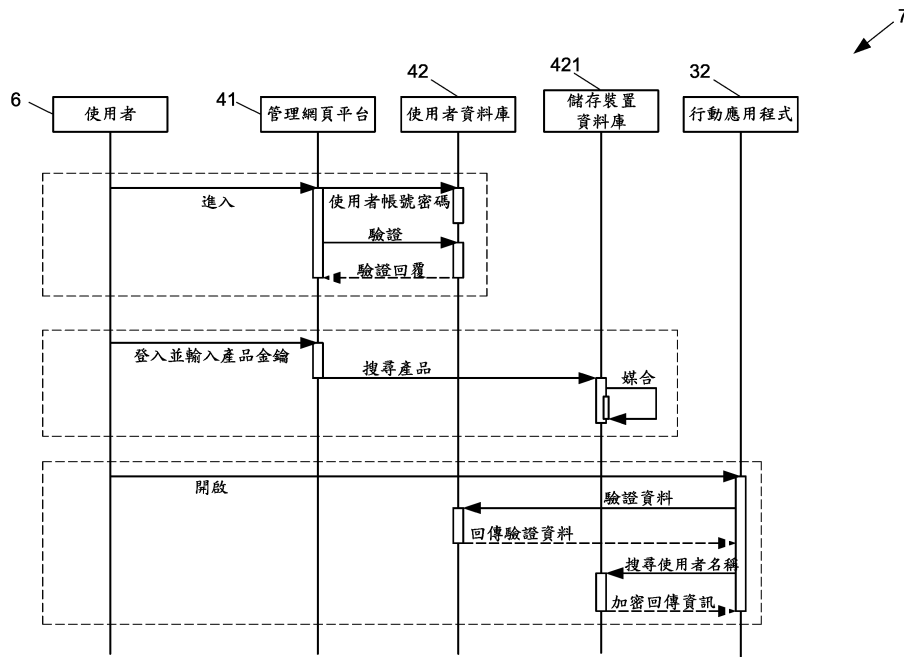 7
6
使用者
41
管理網頁平台
42
使用者資料庫
421
儲存裝置
資料庫
32
行動應用程式
進入
使用者帳號密碼
驗證
驗證回覆
登入並輸入產品金鑰
搜尋產品
媒合
開啟
驗證資料
回傳驗證資料
搜尋使用者名稱
加密回傳資訊